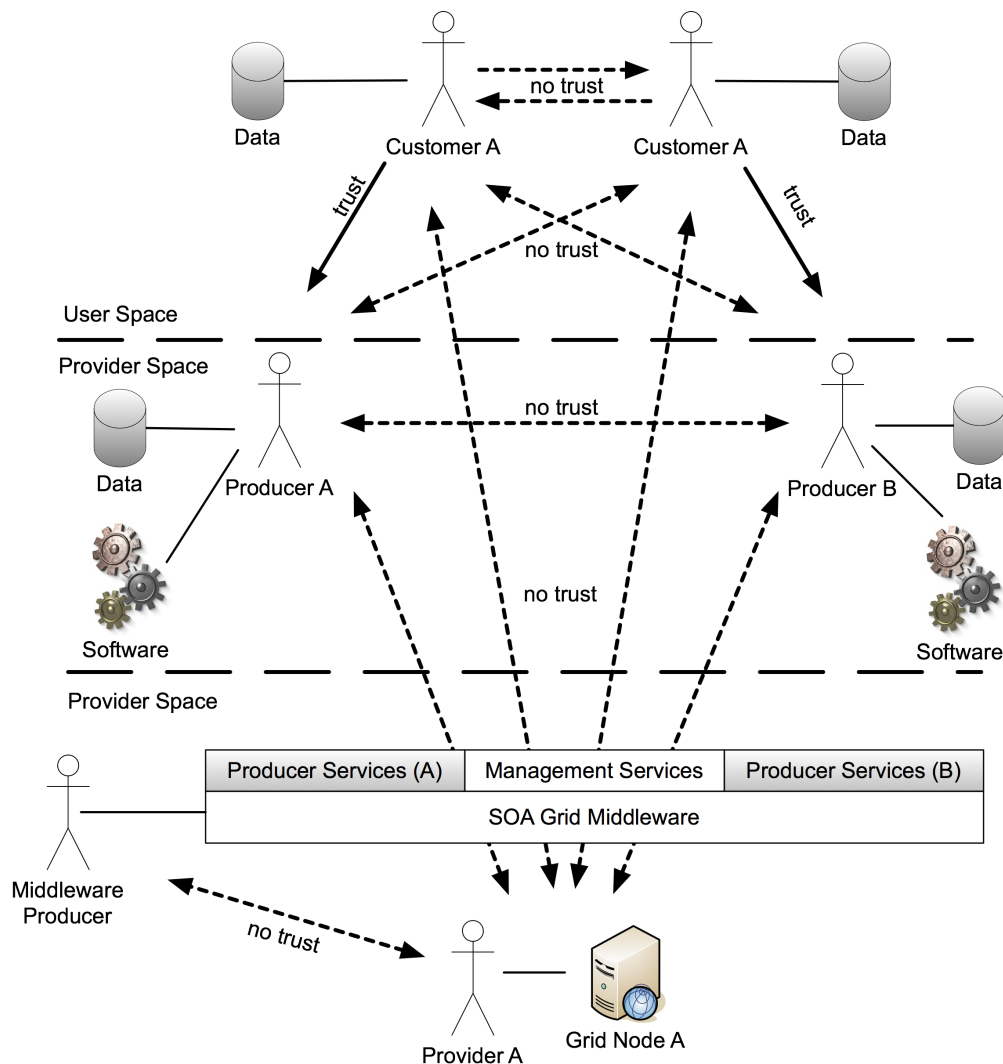 no trust
Data
Data
Customer A
Customer A
trust
trust
no trust
User Space
Provider Space
no trust
Data
Producer A
Producer B
Data
no trust
Software
Software
Provider Space
Producer Services (A)
Management Services
Producer Services (B)
SOA Grid Middleware
Middleware
Producer
no trust
Provider A
Grid Node A